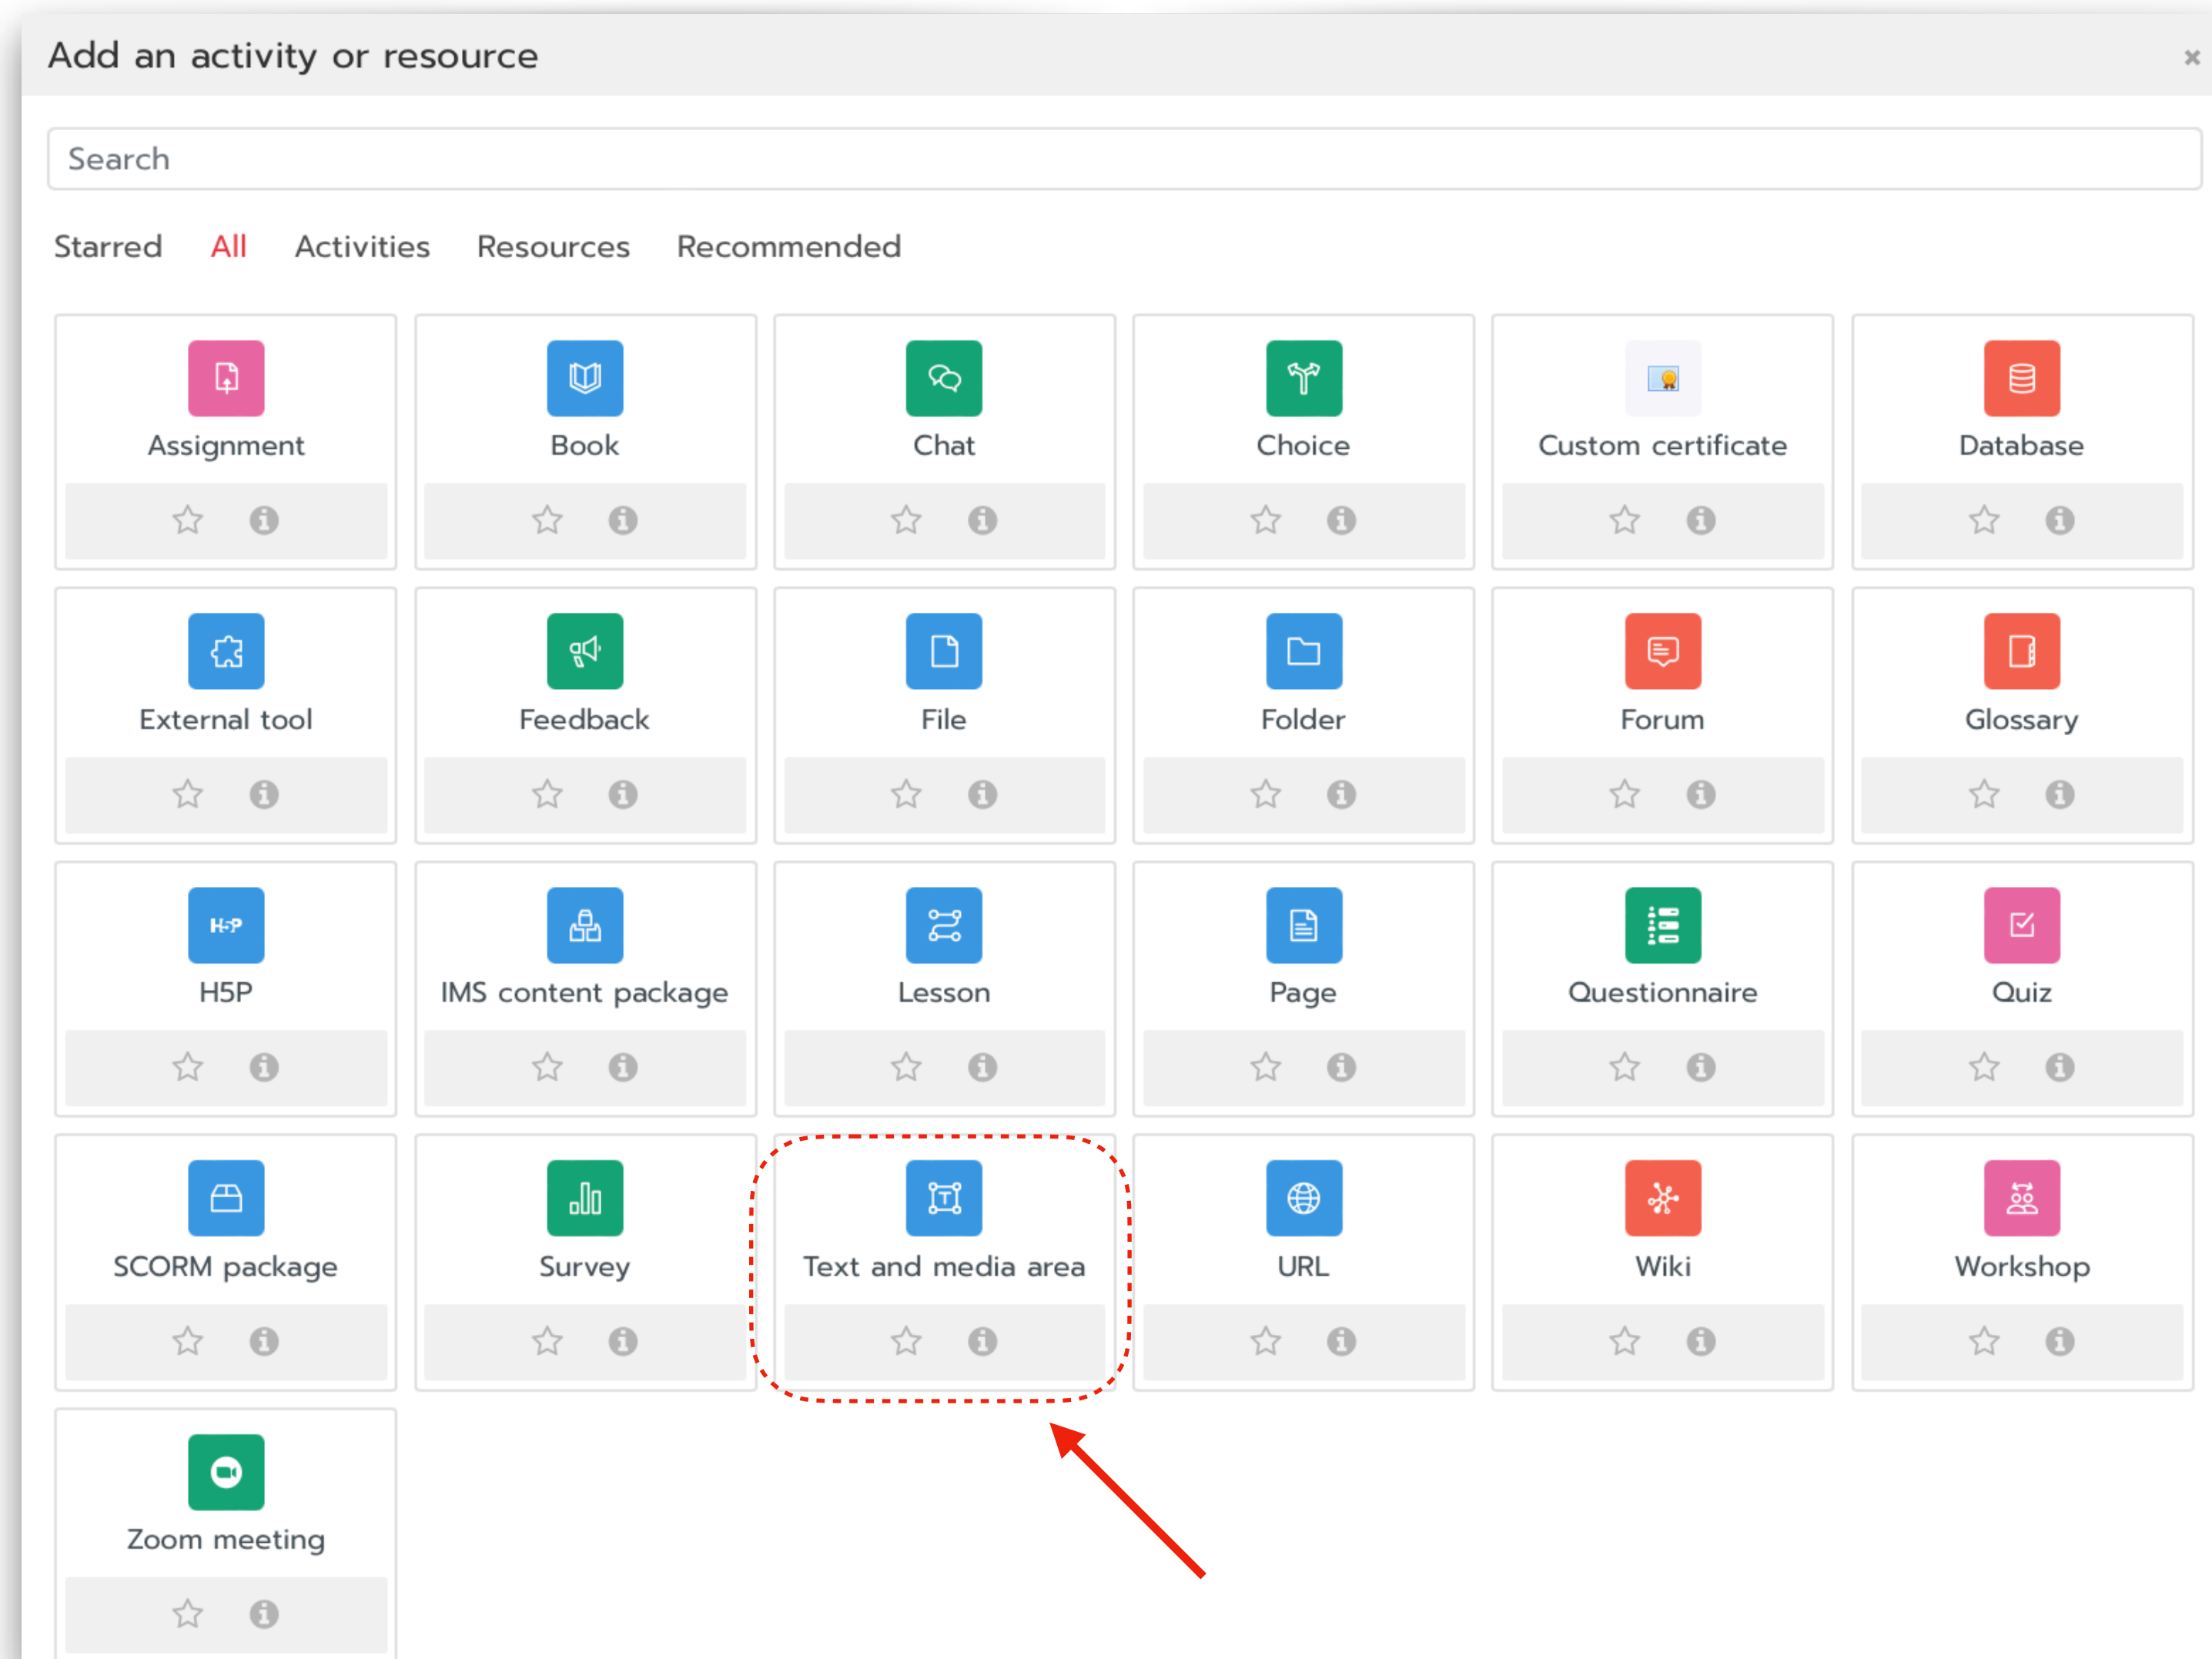 Add an activity or resource
Search
Starred All Activities Resources Recommended
Assignment Book Chat Choice Custom certificate Database
External tool Feedback File Folder Forum Glossary
H5P
H5P IMS content package Lesson Page Questionnaire Quiz
T
SCORM package Survey Text and media area URL Wiki Workshop
Zoom meeting